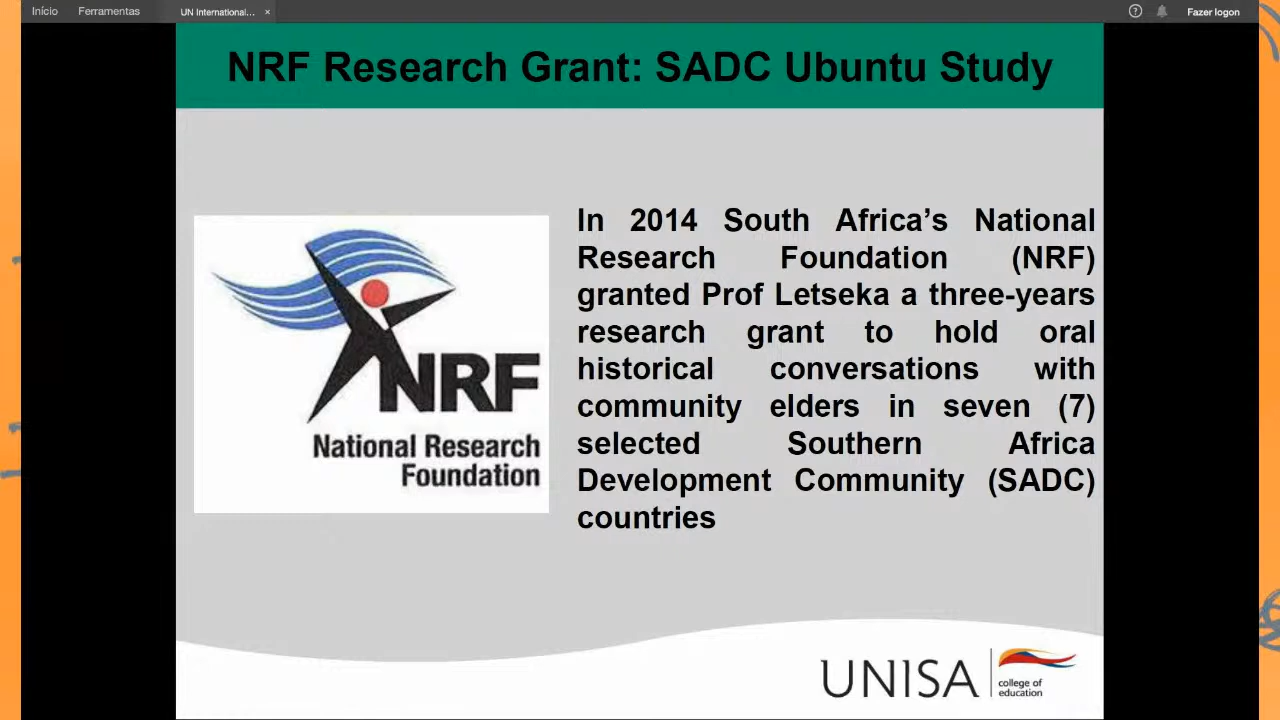 Início Ferramentas UN International... × Fazer logon
NRF Research Grant: SADC Ubuntu Study
NRF
National Research
Foundation
In 2014 South Africa’s National
Research Foundation (NRF)
granted Prof Letseka a three-years
research grant to hold oral
historical conversations with
community elders in seven (7)
selected Southern Africa
Development Community (SADC)
countries
UNISA
college of
education